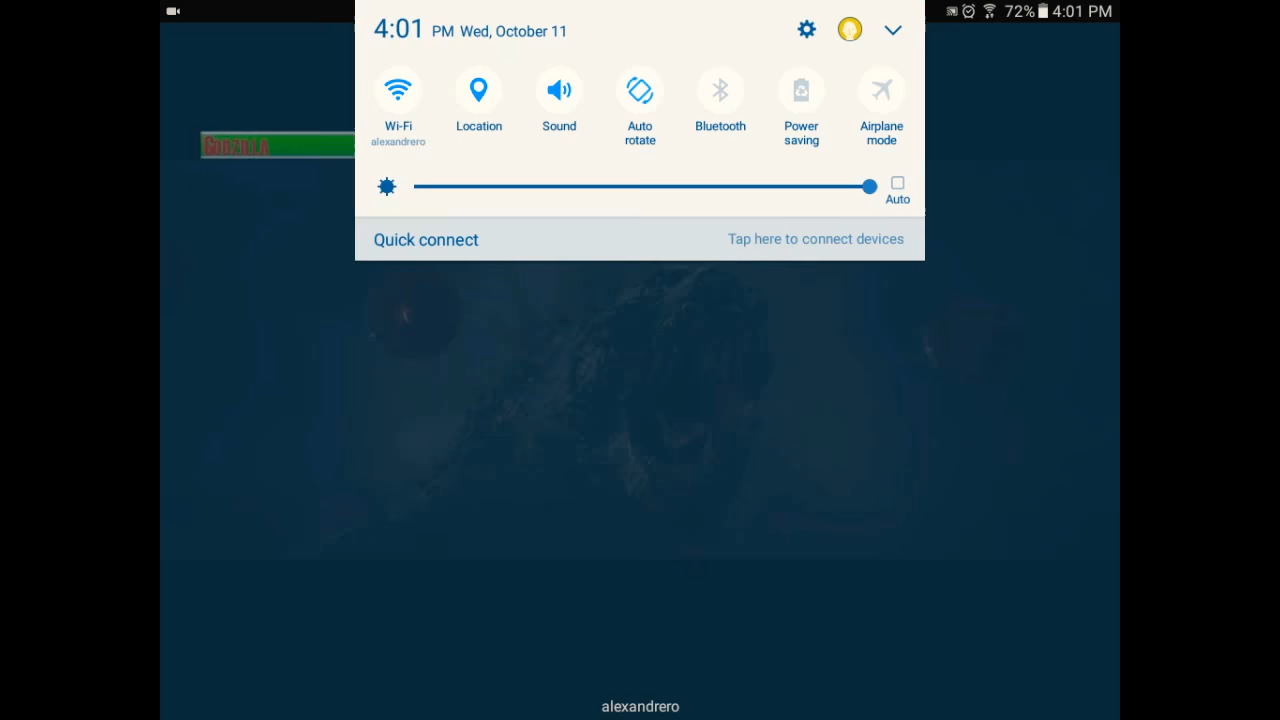 72% 4:01 PM
4:01 PM Wed, October 11
Wi-Fi
alexandrero
Location
Sound
Auto
rotate
Bluetooth
Power
saving
Airplane
mode
GODZILLA
Auto
Quick connect
Tap here to connect devices
alexandrero